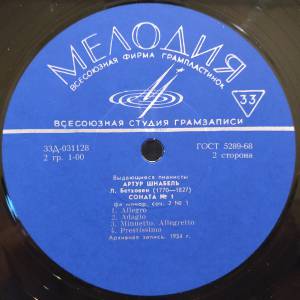 МЕЛОДИЯ
ВСЕСОЮЗНАЯ ФИРМА ГРАМПЛАСТИНОК
33
ВСЕСОЮЗНАЯ СТУДИЯ ГРАМЗАПИСИ
33Д-031128
2 гр. 1-00
ГОСТ 5289-68
2 сторона
Выдающиеся пианисты
АРТУР ШНАБЕЛЬ
Л. Бетховен (1770—1827)
СОНАТА № 1
фа минор, соч. 2 № 1
1. Allegro
2. Adagio
3. Minuetto. Allegretto
4. Prestissimo
Архивная запись, 1934 г.